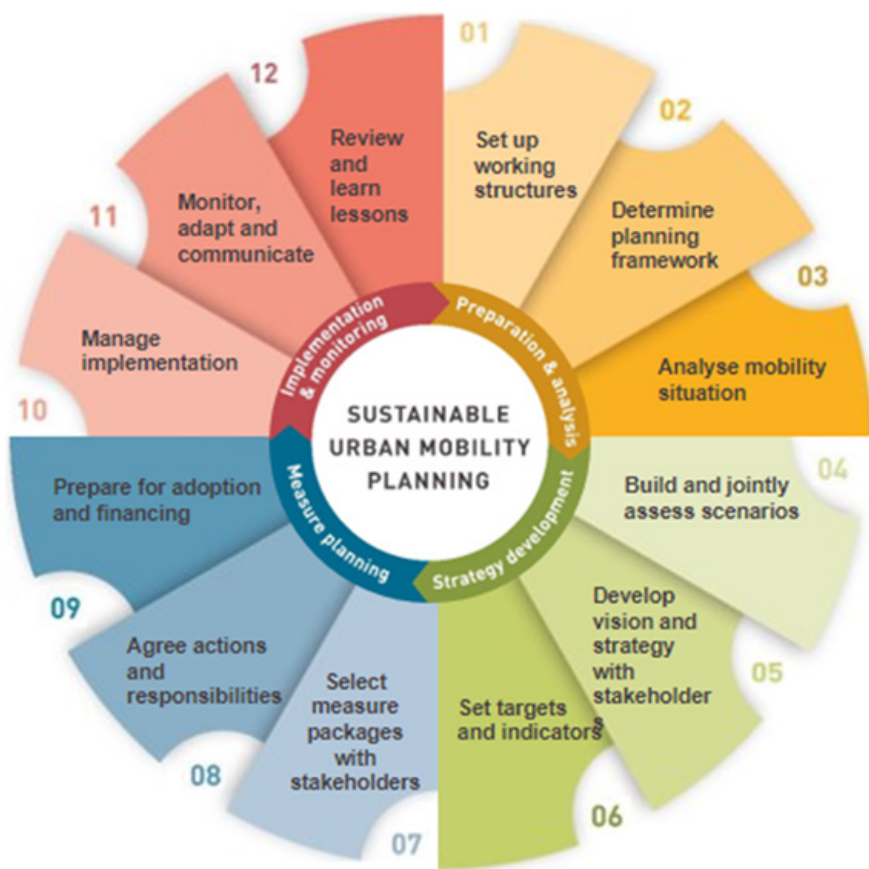 01
Set up
working
structures
02
Determine
planning
framework
03
Analyse mobility
situation
04
Build and jointly
assess scenarios
05
Develop
vision and
strategy
with
stakeholder
s
06
Set targets
and indicators
07
Select
measure
packages
with
stakeholders
08
Agree actions
and
responsibilities
09
Prepare for adoption
and financing
10
Manage
implementation
11
Monitor,
adapt and
communicate
12
Review
and
learn
lessons
Preparation & analysis
Strategy development
Measure planning
Implementation
& monitoring
SUSTAINABLE
URBAN MOBILITY
PLANNING